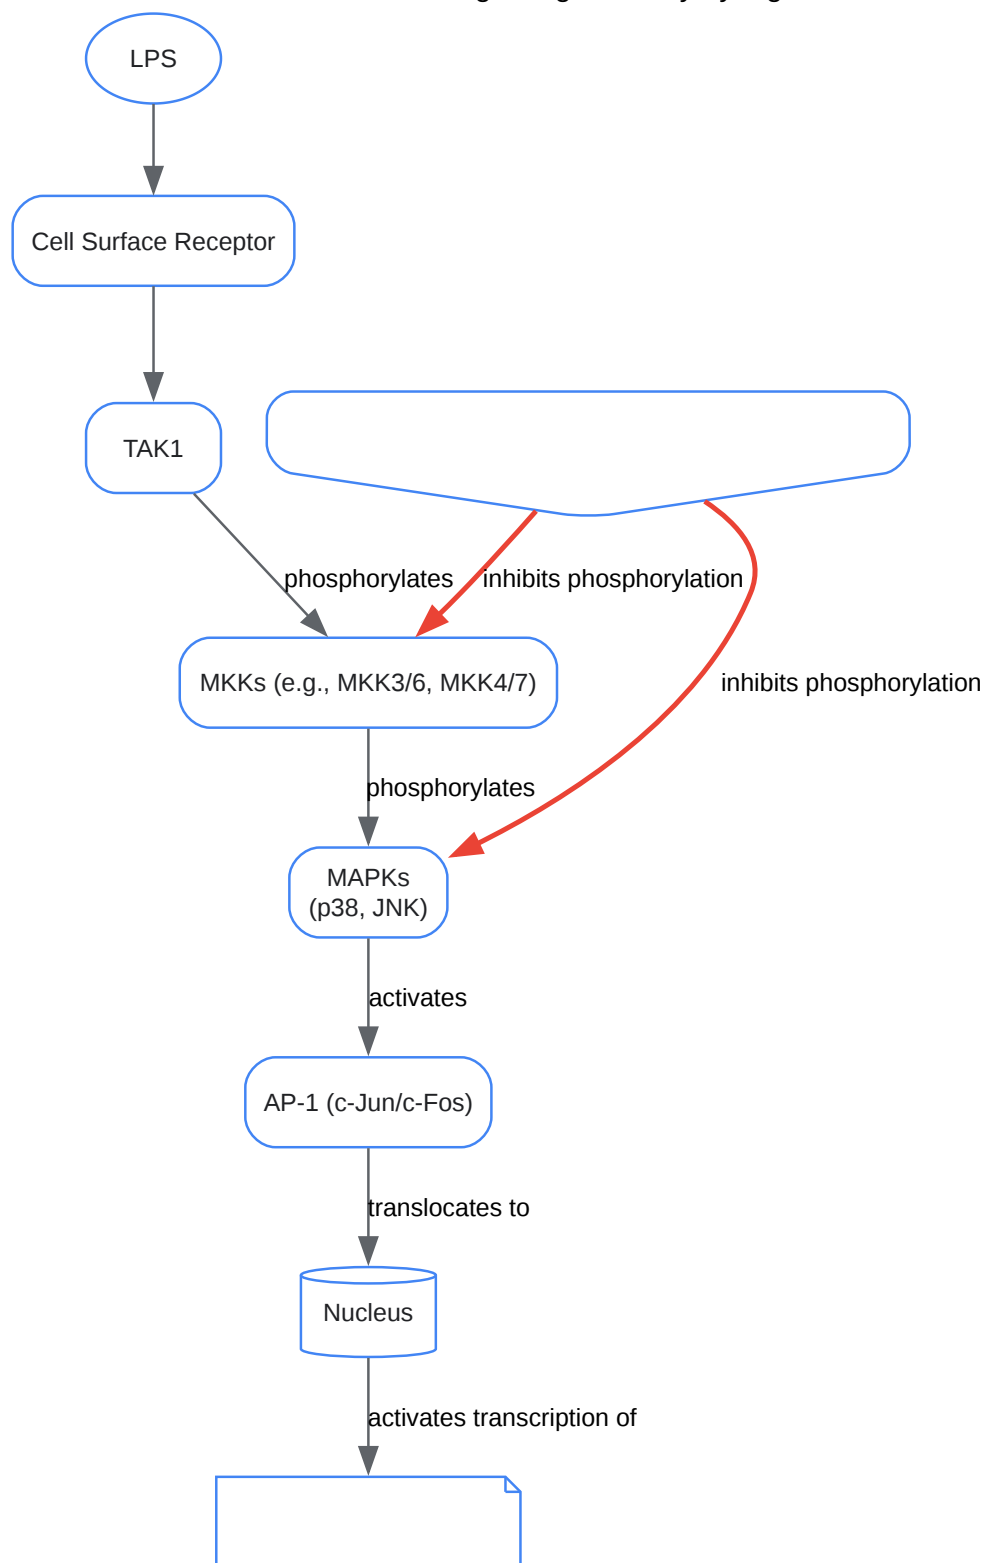 LPS
Cell Surface Receptor
TAK1
phosphorylates
inhibits phosphorylation
MKKs (e.g., MKK3/6, MKK4/7)
inhibits phosphorylation
phosphorylates
MAPKs
(p38, JNK)
activates
AP-1 (c-Jun/c-Fos)
translocates to
Nucleus
activates transcription of